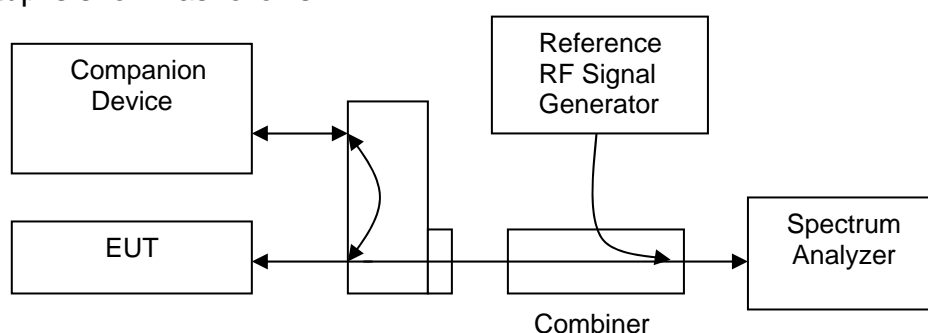 Companion
Device
Reference
RF Signal
Generator
EUT
Spectrum
Analyzer
Combiner